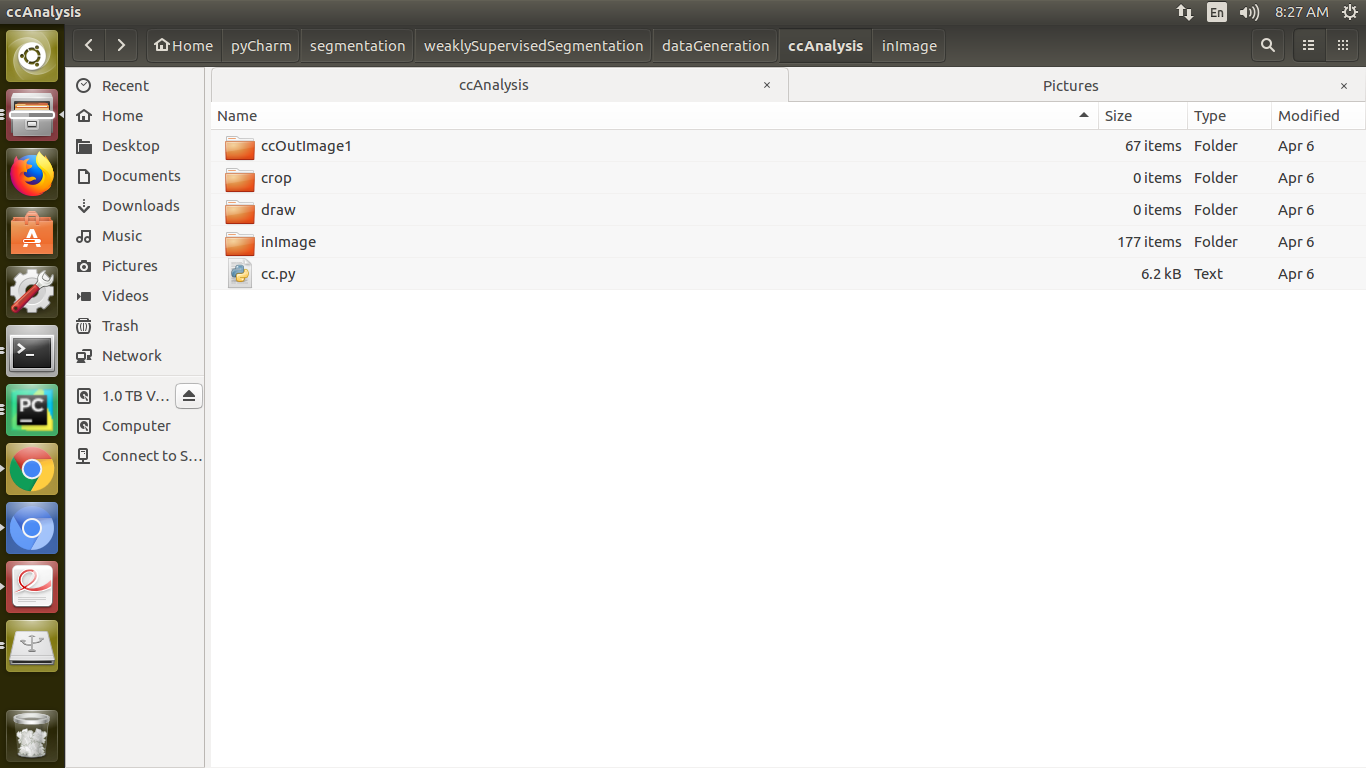 ccAnalysis
En 8:27 AM
Home pyCharm segmentation weaklySupervisedSegmentation dataGeneration ccAnalysis inImage
Recent
Home
Desktop
Documents
Downloads
Music
Pictures
Videos
Trash
Network
1.0 TB V...
Computer
Connect to S...
ccAnalysis × Pictures ×
Name Size Type Modified
ccOutImage1 67 items Folder Apr 6
crop 0 items Folder Apr 6
draw 0 items Folder Apr 6
inImage 177 items Folder Apr 6
cc.py 6.2 kB Text Apr 6
PC